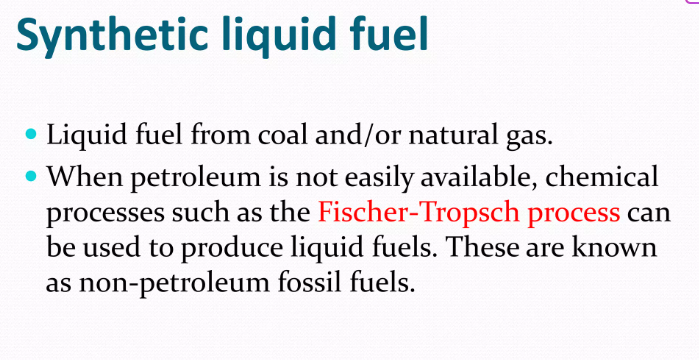 Synthetic liquid fuel
• Liquid fuel from coal and/or natural gas.
• When petroleum is not easily available, chemical
processes such as the Fischer-Tropsch process can
be used to produce liquid fuels. These are known
as non-petroleum fossil fuels.